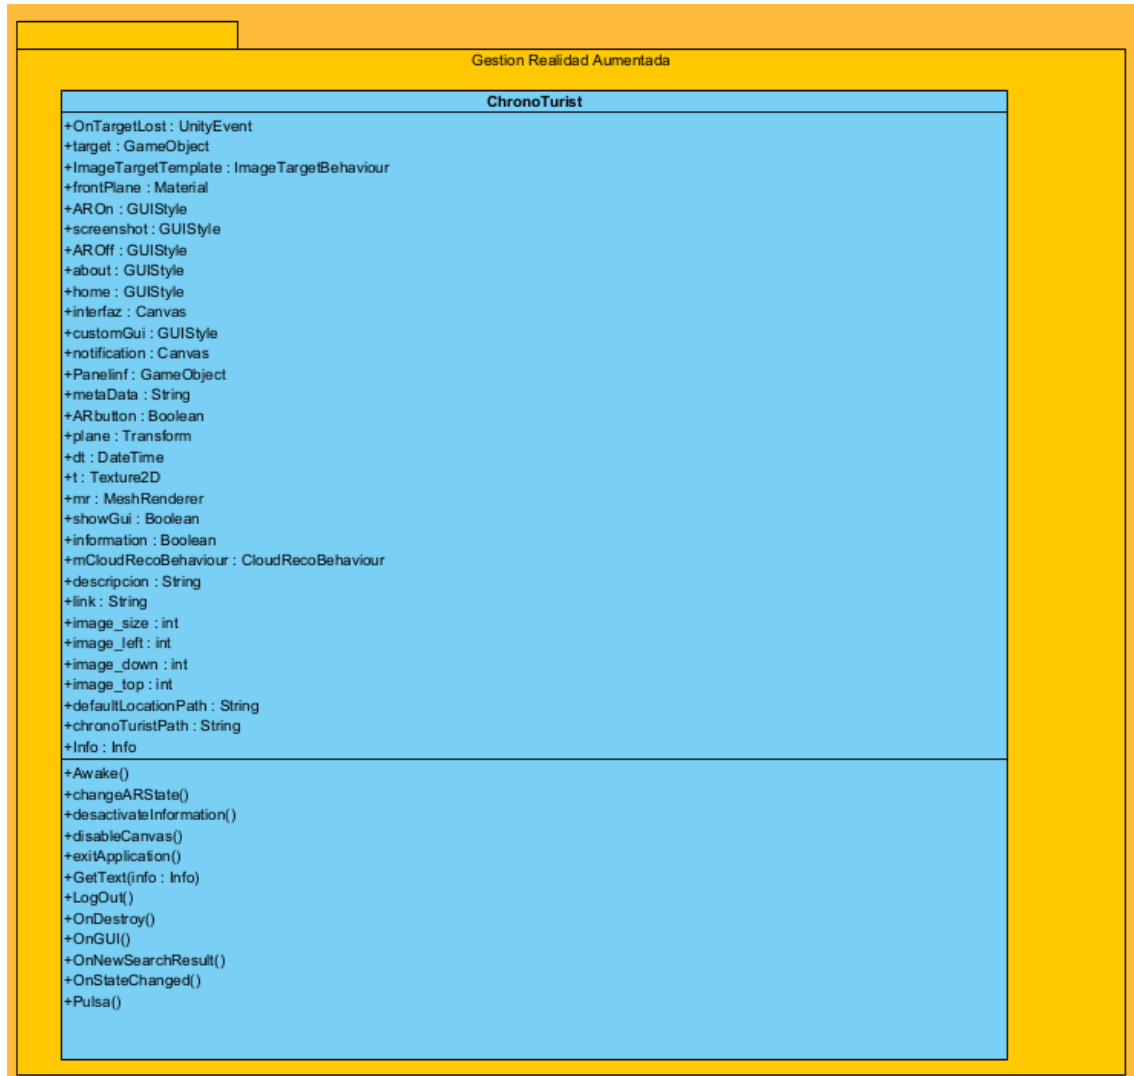 Gestion Realidad Aumentada
ChronoTurist
+OnTargetLost : UnityEvent
+target : GameObject
+ImageTargetTemplate : ImageTargetBehaviour
+frontPlane : Material
+AROn : GUIStyle
+screenshot : GUIStyle
+AROff : GUIStyle
+about : GUIStyle
+home : GUIStyle
+interfaz : Canvas
+customGui : GUIStyle
+notification : Canvas
+Panelinf : GameObject
+metaData : String
+ARbutton : Boolean
+plane : Transform
+dt : DateTime
+t : Texture2D
+mr : MeshRenderer
+showGui : Boolean
+information : Boolean
+mCloudRecoBehaviour : CloudRecoBehaviour
+descripcion : String
+link : String
+image_size : int
+image_left : int
+image_down : int
+image_top : int
+defaultLocationPath : String
+chronoTuristPath : String
+Info : Info
+Awake()
+changeARState()
+desactivateInformation()
+disableCanvas()
+exitApplication()
+GetText(info : Info)
+LogOut()
+OnDestroy()
+OnGUI()
+OnNewSearchResult()
+OnStateChanged()
+Pulsa()